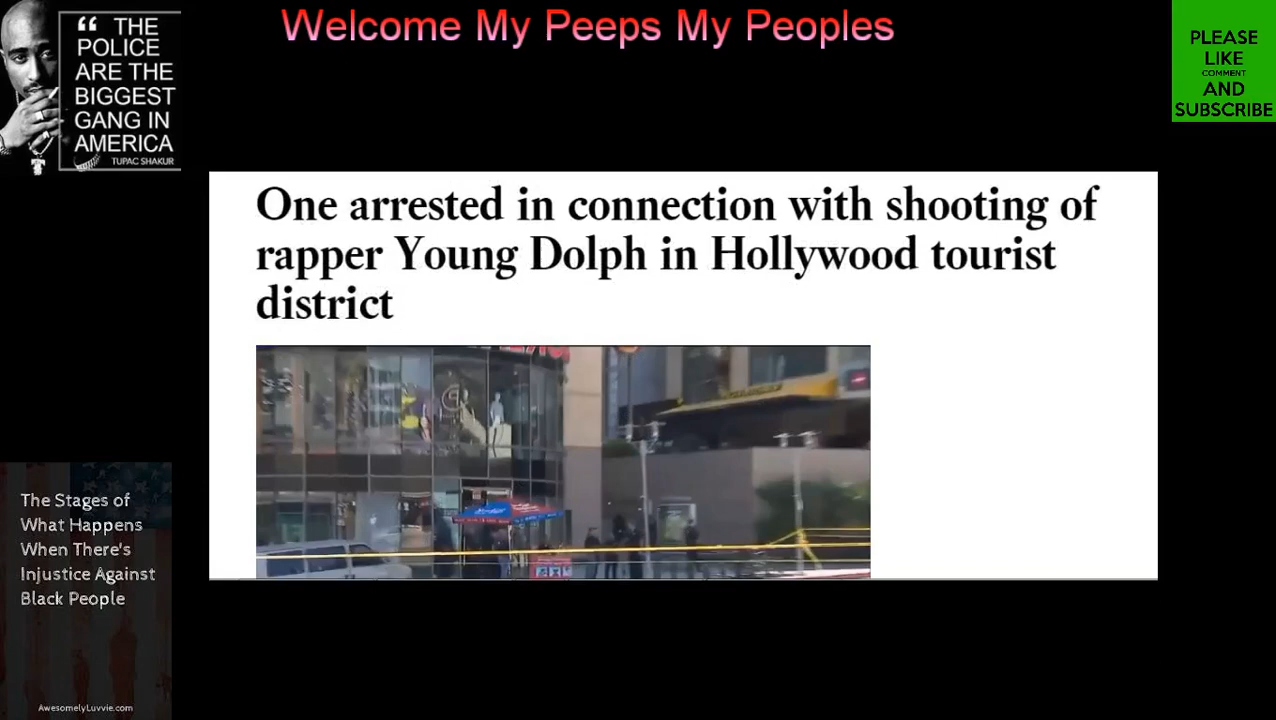 “ THE
POLICE
ARE THE
BIGGEST
GANG IN
AMERICA
TUPAC SHAKUR
Welcome My Peeps My Peoples
PLEASE
LIKE
COMMENT
AND
SUBSCRIBE
One arrested in connection with shooting of
rapper Young Dolph in Hollywood tourist
district
The Stages of
What Happens
When There's
Injustice Against
Black People
AwesomelyLuvvie.com